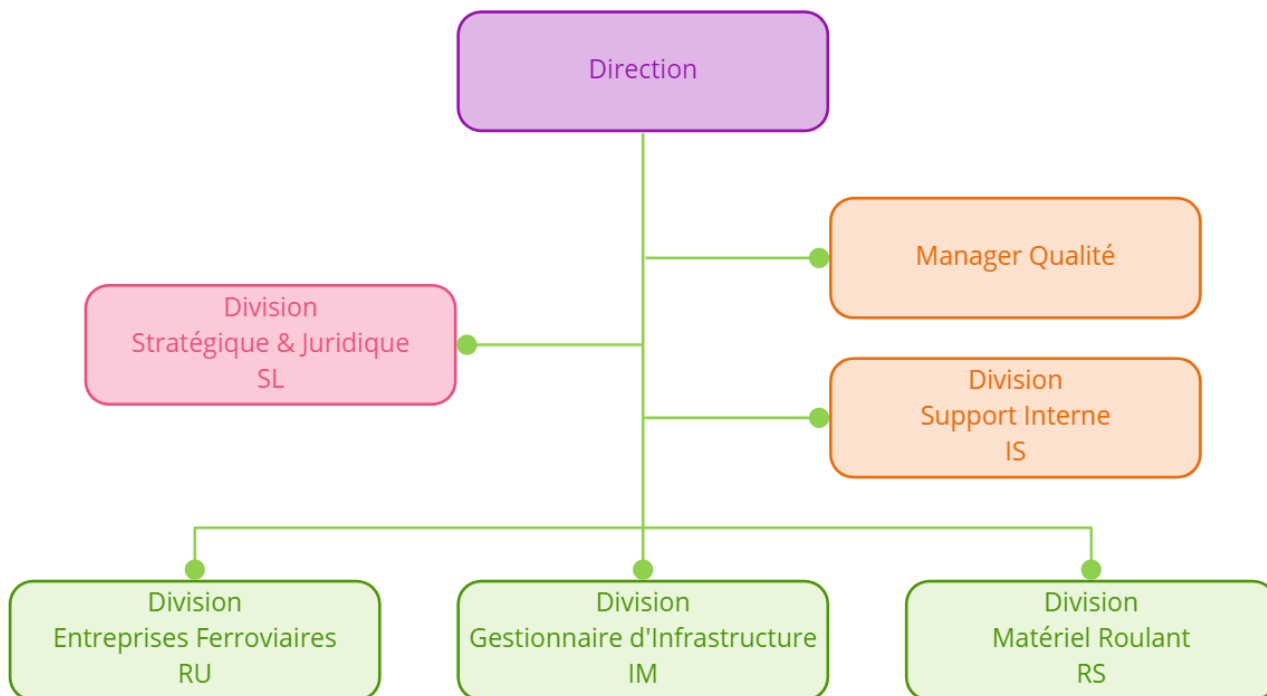 Direction
Manager Qualité
Division
Stratégique & Juridique
SL
Division
Support Interne
IS
Division
Entreprises Ferroviaires
RU
Division
Gestionnaire d'Infrastructure
IM
Division
Matériel Roulant
RS